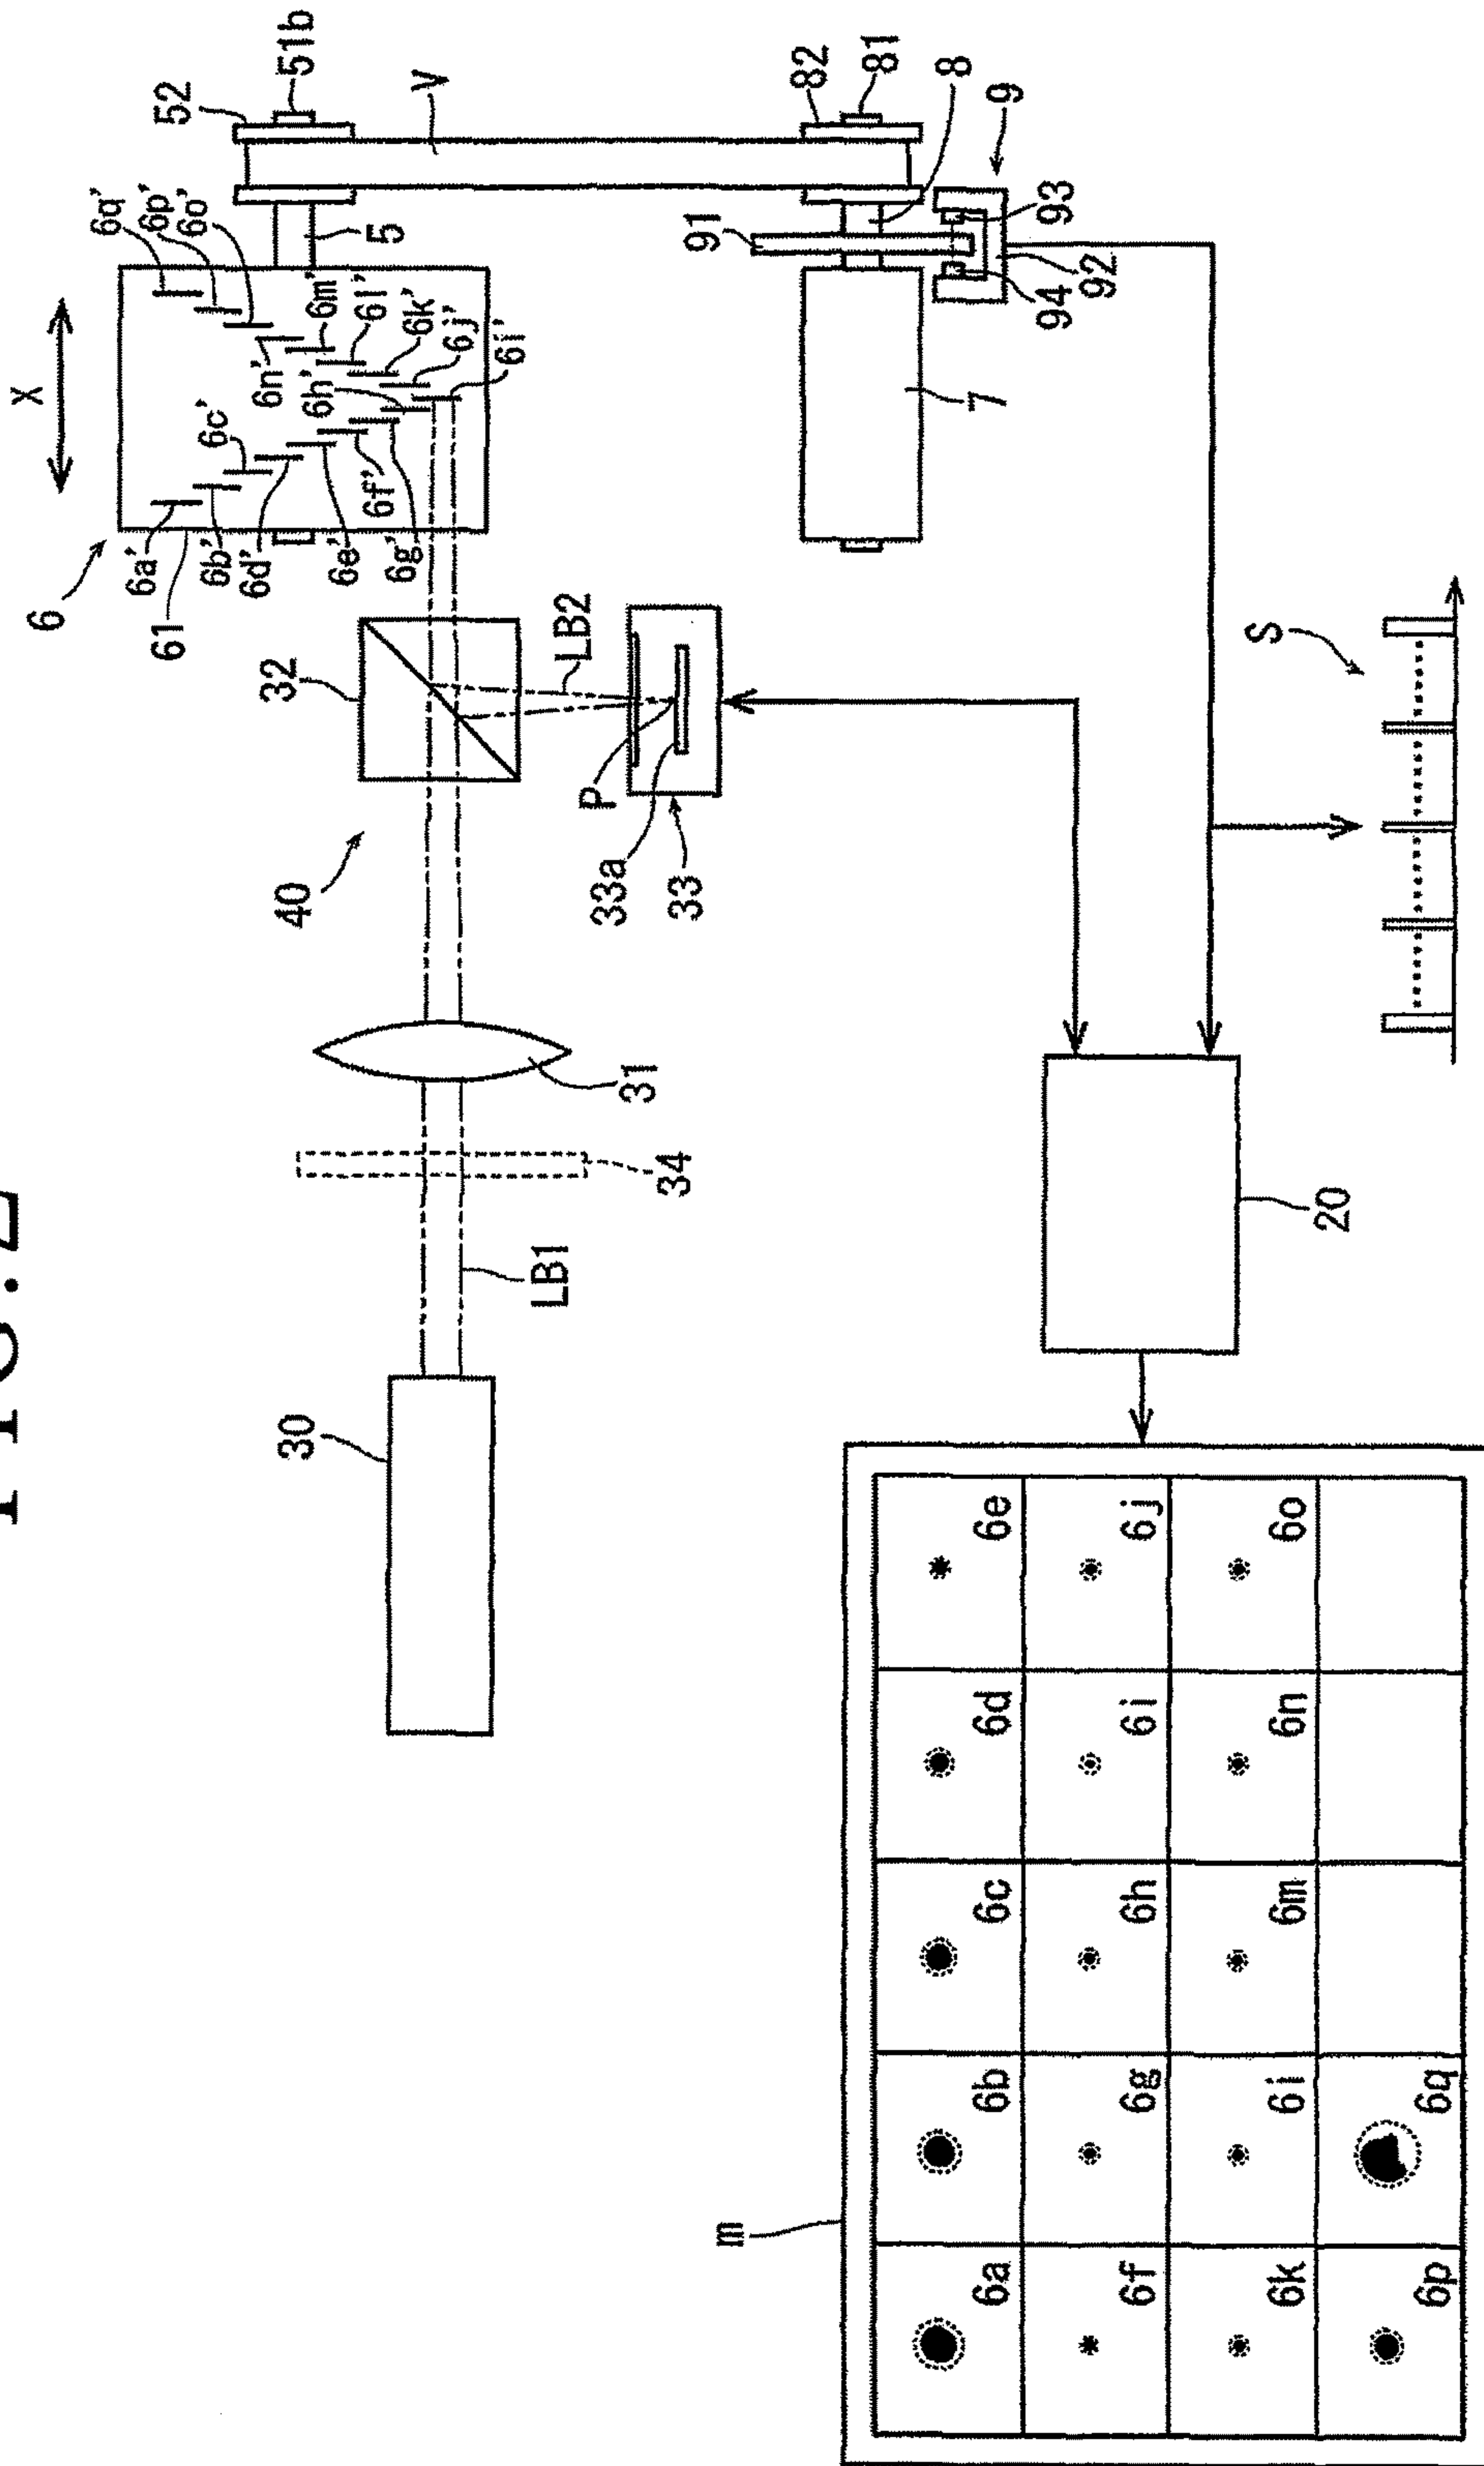 FIG.2
X
6
61
6a'
6b'
6c'
6d'
6e'
6f'
6g'
6h'
6i'
6j'
6k'
6l'
6m'
6n'
6o'
6p'
6q'
5
52
51b
V
30
LB1
34
31
40
32
LB2
P
33a
33
7
91
82
81
8
9
94
92
93
20
S
m
6a 6b 6c 6d 6e
6f 6g 6h 6i 6j
6k 6l 6m 6n 6o
6p 6q